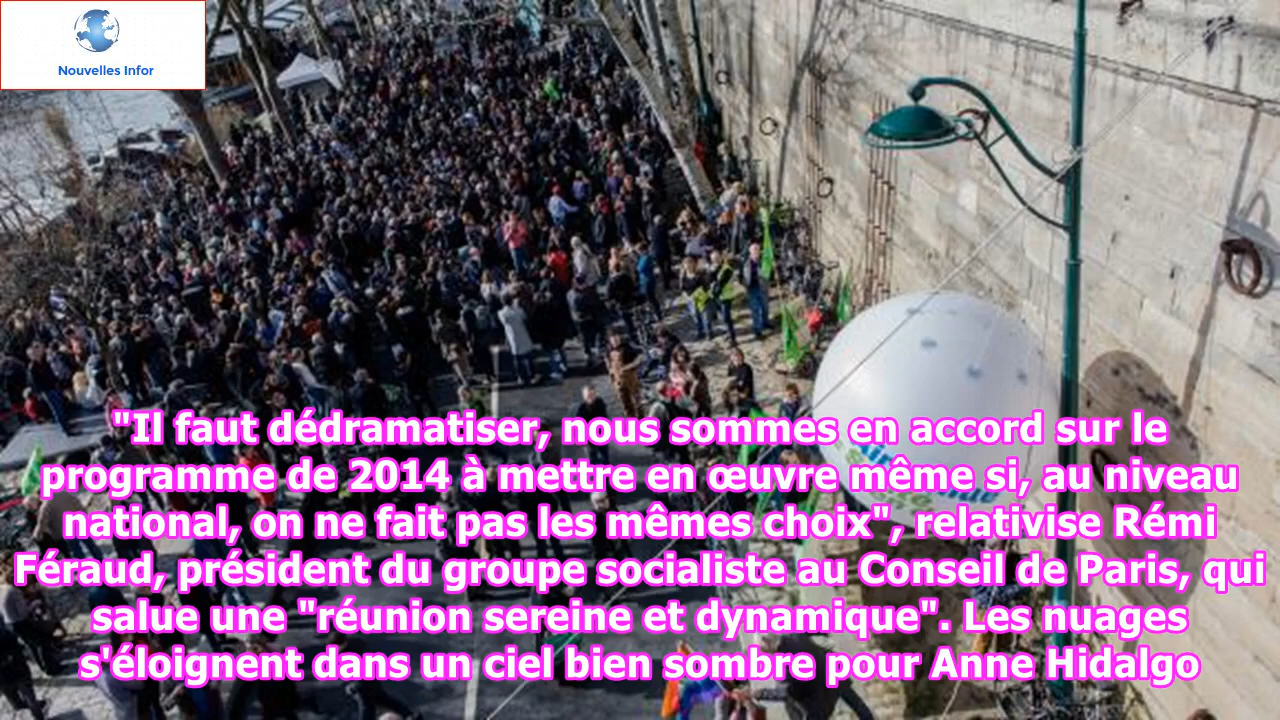 Nouvelles Infor
"Il faut dédramatiser, nous sommes en accord sur le
programme de 2014 à mettre en œuvre même si, au niveau
national, on ne fait pas les mêmes choix", relativise Rémi
Féraud, président du groupe socialiste au Conseil de Paris, qui
salue une "réunion sereine et dynamique". Les nuages
s'éloignent dans un ciel bien sombre pour Anne Hidalgo